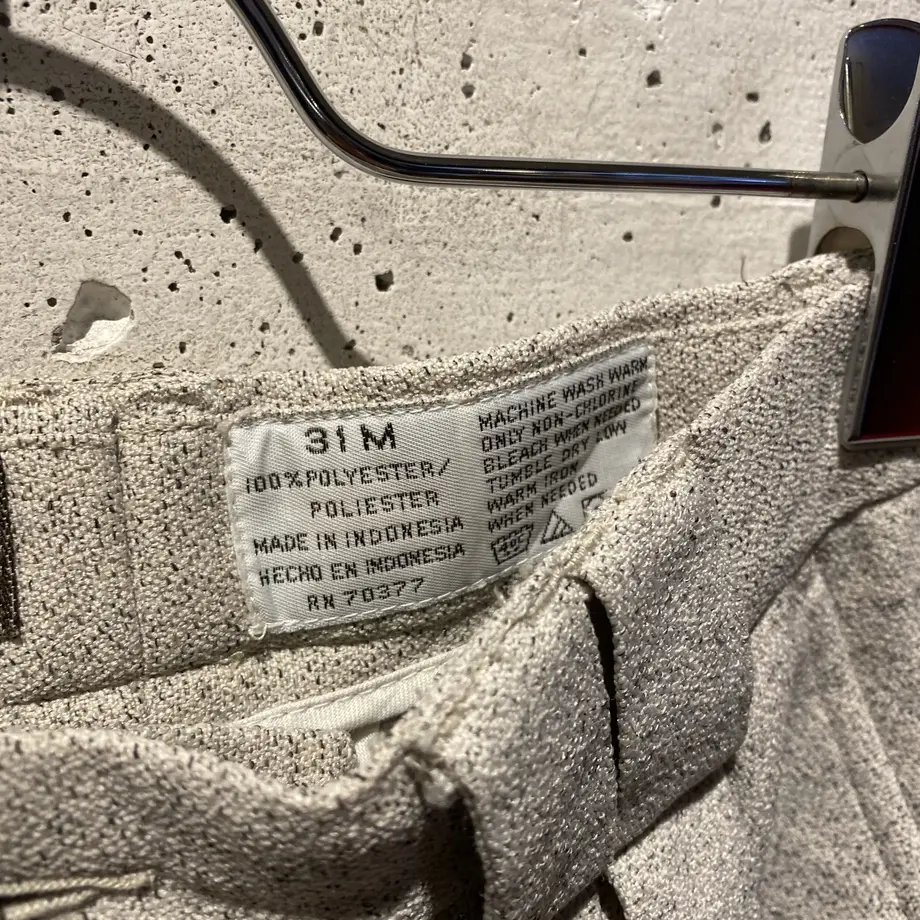 31 M
100% POLYESTER/
POLIESTER
MADE IN INDONESIA
HECHO EN INDONESIA
RN 70377
MACHINE WASH WARM
ONLY NON-CHLORINE
BLEACH WHEN NEEDED
TUMBLE DRY LOW
WARM IRON
WHEN NEEDED